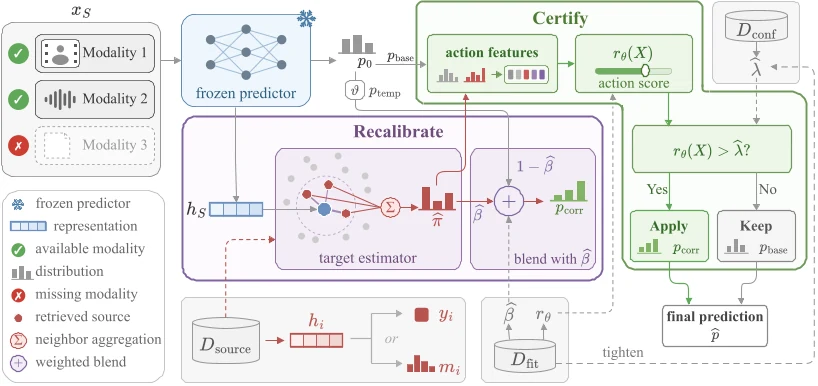 x_S
Modality 1
Modality 2
Modality 3
frozen predictor
p_0
p_base
ϑ p_temp
Certify
action features
r_θ(X)
action score
D_conf
λ̂
r_θ(X) > λ̂?
Yes
No
Apply
p_corr
Keep
p_base
final prediction
p̂
Recalibrate
h_S
target estimator
Σ
π̂
β̂
1 − β̂
+
p_corr
blend with β̂
frozen predictor
representation
available modality
distribution
missing modality
retrieved source
Σ neighbor aggregation
+ weighted blend
D_source
h_i
or
y_i
m_i
β̂
r_θ
D_fit
tighten